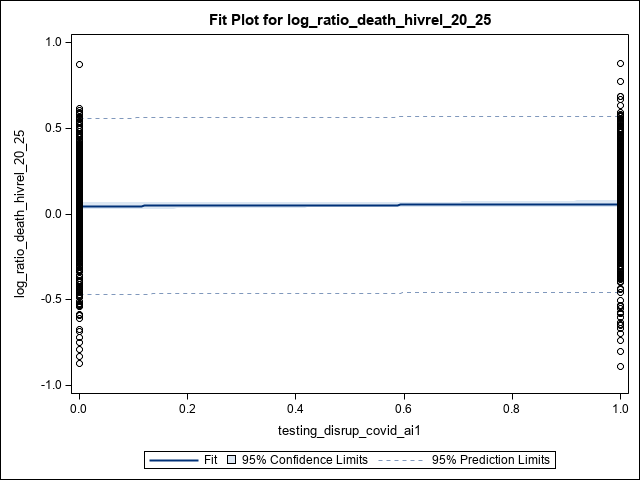 Fit Plot for log_ratio_death_hivrel_20_25
log_ratio_death_hivrel_20_25
1.0
0.5
0.0
-0.5
-1.0
0.0 0.2 0.4 0.6 0.8 1.0
testing_disrup_covid_ai1
Fit 95% Confidence Limits 95% Prediction Limits